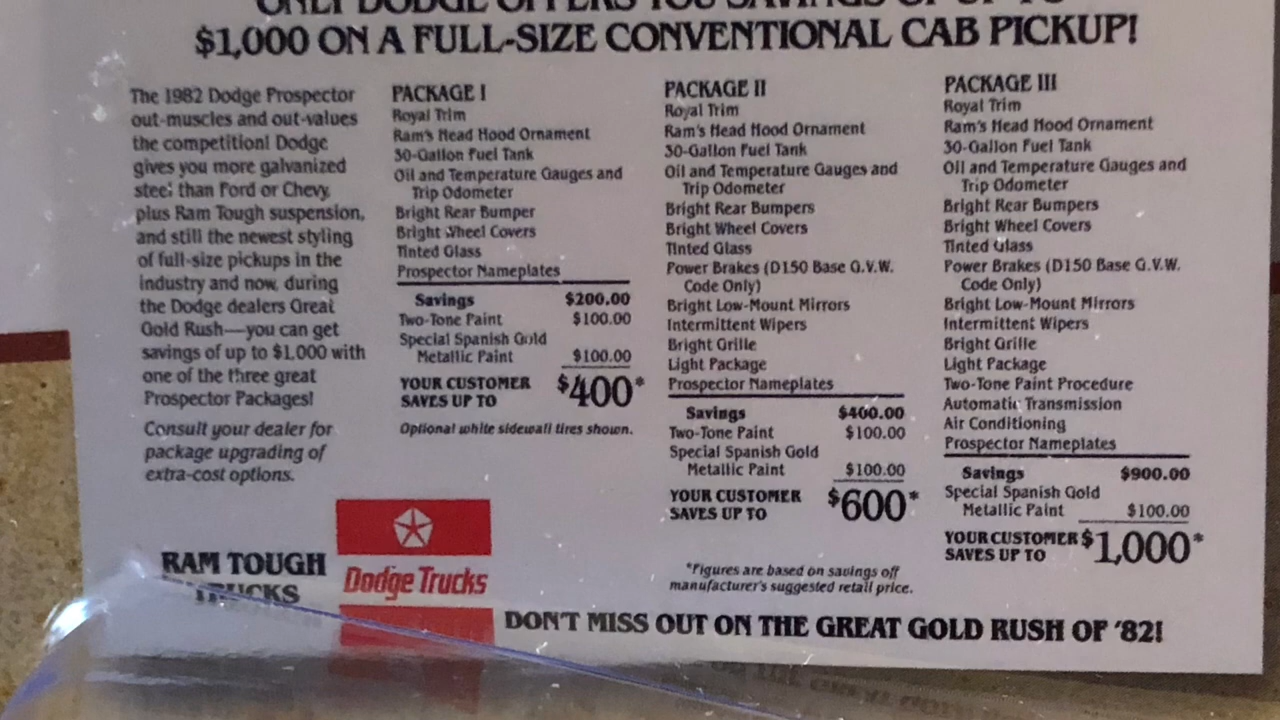 ONLY DODGE OFFERS YOU SAVINGS OF UP TO
$1,000 ON A FULL-SIZE CONVENTIONAL CAB PICKUP!
The 1982 Dodge Prospector
out-muscles and out-values
the competition! Dodge
gives you more galvanized
steel than Ford or Chevy,
plus Ram Tough suspension,
and still the newest styling
of full-size pickups in the
industry and now, during
the Dodge dealers Great
Gold Rush—you can get
savings of up to $1,000 with
one of the three great
Prospector Packages!
Consult your dealer for
package upgrading of
extra-cost options.
RAM TOUGH
TRUCKS
PACKAGE I
Royal Trim
Ram's Head Hood Ornament
30-Gallon Fuel Tank
Oil and Temperature Gauges and
Trip Odometer
Bright Rear Bumper
Bright Wheel Covers
Tinted Glass
Prospector Nameplates
Savings $200.00
Two-Tone Paint $100.00
Special Spanish Gold
Metallic Paint $100.00
YOUR CUSTOMER
SAVES UP TO $400*
Optional white sidewall tires shown.
Dodge Trucks
PACKAGE II
Royal Trim
Ram's Head Hood Ornament
30-Gallon Fuel Tank
Oil and Temperature Gauges and
Trip Odometer
Bright Rear Bumpers
Bright Wheel Covers
Tinted Glass
Power Brakes (D150 Base G.V.W.
Code Only)
Bright Low-Mount Mirrors
Intermittent Wipers
Bright Grille
Light Package
Prospector Nameplates
Savings $400.00
Two-Tone Paint $100.00
Special Spanish Gold
Metallic Paint $100.00
YOUR CUSTOMER
SAVES UP TO $600*
*Figures are based on savings off
manufacturer's suggested retail price.
PACKAGE III
Royal Trim
Ram's Head Hood Ornament
30-Gallon Fuel Tank
Oil and Temperature Gauges and
Trip Odometer
Bright Rear Bumpers
Bright Wheel Covers
Tinted Glass
Power Brakes (D150 Base G.V.W.
Code Only)
Bright Low-Mount Mirrors
Intermittent Wipers
Bright Grille
Light Package
Two-Tone Paint Procedure
Automatic Transmission
Air Conditioning
Prospector Nameplates
Savings $900.00
Special Spanish Gold
Metallic Paint $100.00
YOUR CUSTOMER
SAVES UP TO $1,000*
DON'T MISS OUT ON THE GREAT GOLD RUSH OF '82!